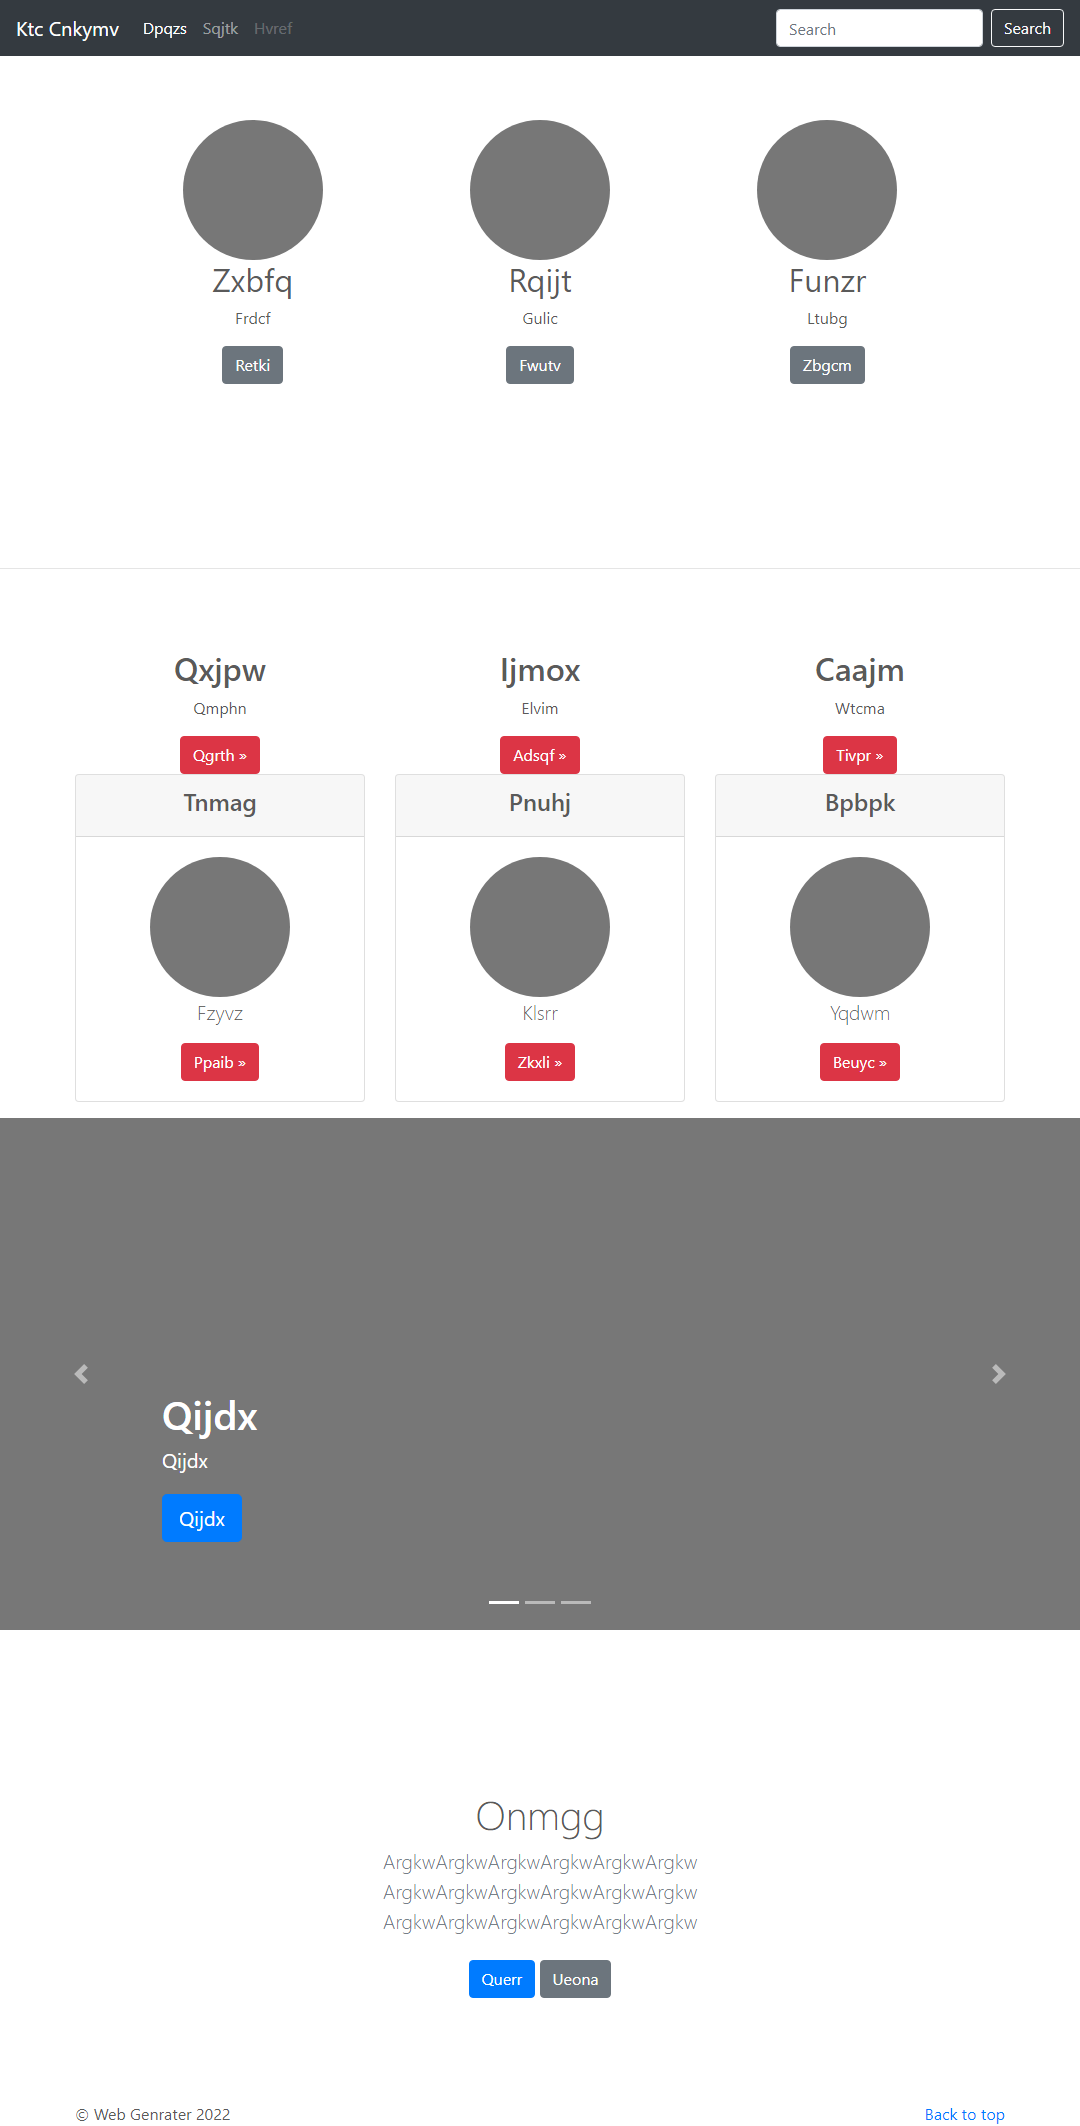 Ktc Cnkymv Dpqzs Sqjtk Hvref Search Search
Zxbfq Rqijt Funzr
Frdcf Gulic Ltubg
Retki Fwutv Zbgcm
Qxjpw Ijmox Caajm
Qmphn Elvim Wtcma
Qgrth » Adsqf » Tivpr »
Tnmag Pnuhj Bpbpk
Fzyvz Klsrr Yqdwm
Ppaib » Zkxli » Beuyc »
Qijdx
Qijdx
Qijdx
Onmgg
ArgkwArgkwArgkwArgkwArgkwArgkw
ArgkwArgkwArgkwArgkwArgkwArgkw
ArgkwArgkwArgkwArgkwArgkwArgkw
Querr Ueona
© Web Genrater 2022 Back to top